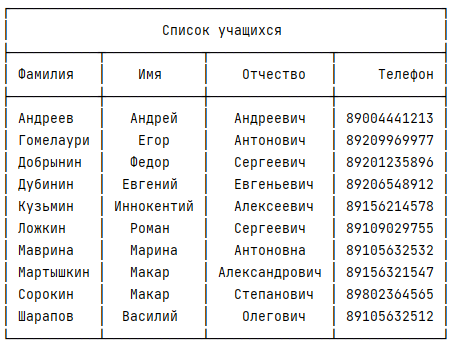 Список учащихся
Фамилия Имя Отчество Телефон
Андреев Андрей Андреевич 89004441213
Гомелаури Егор Антонович 89209969977
Добрынин Федор Сергеевич 89201235896
Дубинин Евгений Евгеньевич 89206548912
Кузьмин Иннокентий Алексеевич 89156214578
Ложкин Роман Сергеевич 89109029755
Маврина Марина Антоновна 89105632532
Мартышкин Макар Александрович 89156321547
Сорокин Макар Степанович 89802364565
Шарапов Василий Олегович 89105632512